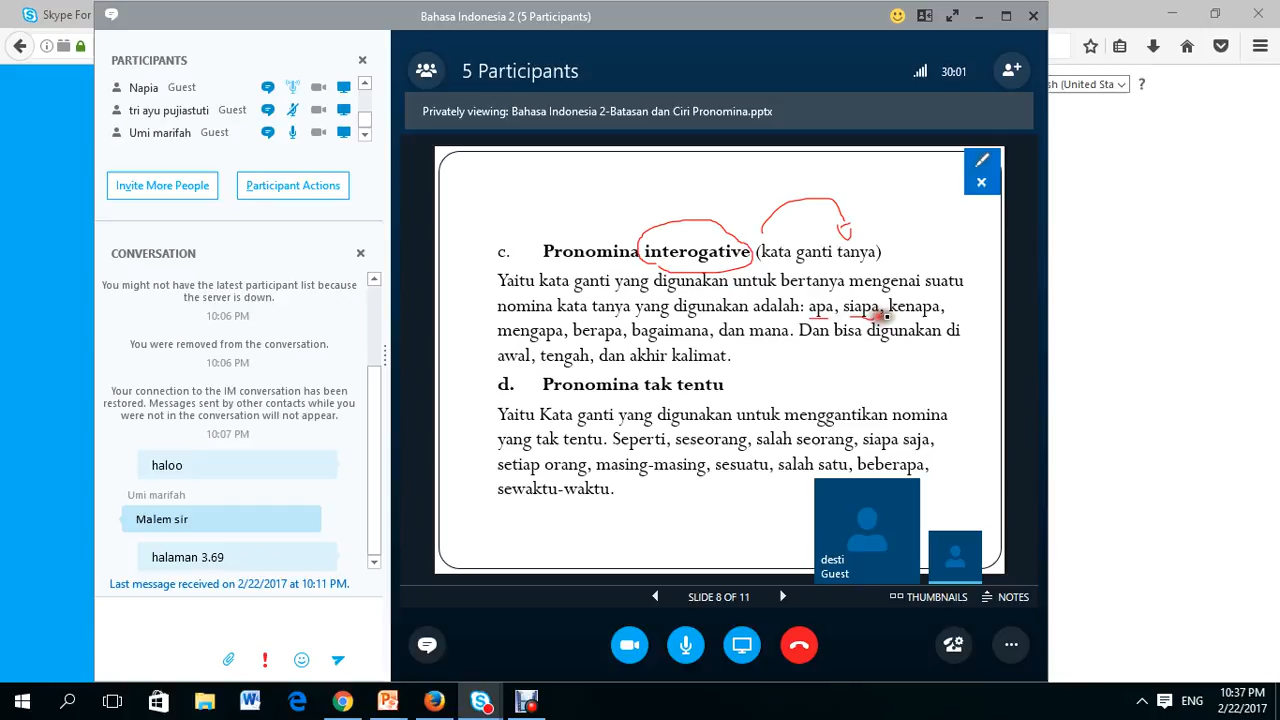 Skype For
Bahasa Indonesia 2 (5 Participants)
PARTICIPANTS
Napia Guest
tri ayu pujiastuti Guest
Umi marifah Guest
Invite More People
Participant Actions
CONVERSATION
You might not have the latest participant list because
the server is down.
10:06 PM
You were removed from the conversation.
10:06 PM
Your connection to the IM conversation has been
restored. Messages sent by other contacts while you
were not in the conversation will not appear.
10:07 PM
haloo
Umi marifah
Malem sir
halaman 3.69
Last message received on 2/22/2017 at 10:11 PM.
5 Participants
30:01
Privately viewing: Bahasa Indonesia 2-Batasan dan Ciri Pronomina.pptx
c. Pronomina interogative (kata ganti tanya)
Yaitu kata ganti yang digunakan untuk bertanya mengenai suatu
nomina kata tanya yang digunakan adalah: apa, siapa, kenapa,
mengapa, berapa, bagaimana, dan mana. Dan bisa digunakan di
awal, tengah, dan akhir kalimat.
d. Pronomina tak tentu
Yaitu Kata ganti yang digunakan untuk menggantikan nomina
yang tak tentu. Seperti, seseorang, salah seorang, siapa saja,
setiap orang, masing-masing, sesuatu, salah satu, beberapa,
sewaktu-waktu.
desti
Guest
SLIDE 8 OF 11
THUMBNAILS
NOTES
sh (United Sta
?
ENG
10:37 PM
2/22/2017